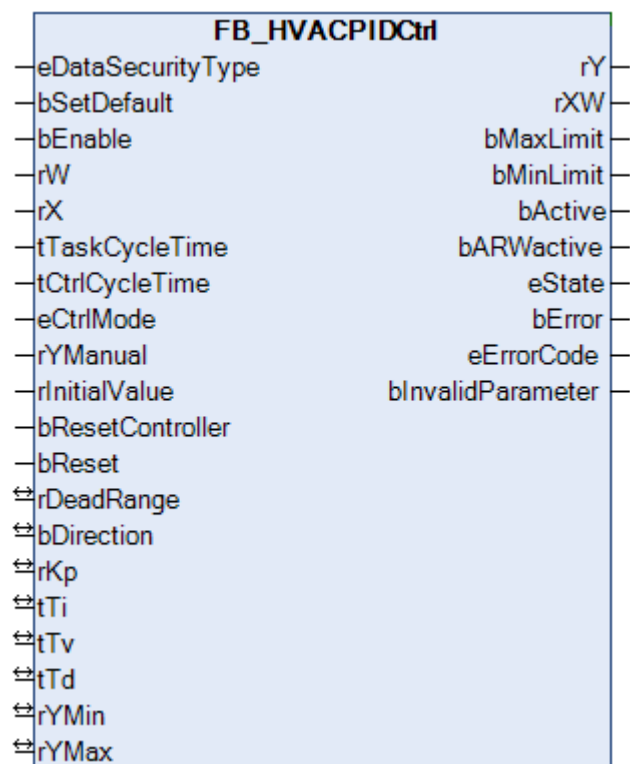 FB_HVACPIDCtrl
eDataSecurityType rY
bSetDefault rXW
bEnable bMaxLimit
rW bMinLimit
rX bActive
tTaskCycleTime bARWactive
tCtrlCycleTime eState
eCtrlMode bError
rYManual eErrorCode
rInitialValue bInvalidParameter
bResetController
bReset
rDeadRange
bDirection
rKp
tTi
tTv
tTd
rYMin
rYMax